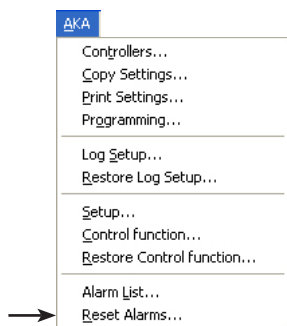 AKA
Controllers...
Copy Settings...
Print Settings...
Programming...
Log Setup...
Restore Log Setup...
Setup...
Control function...
Restore Control function...
Alarm List...
Reset Alarms...